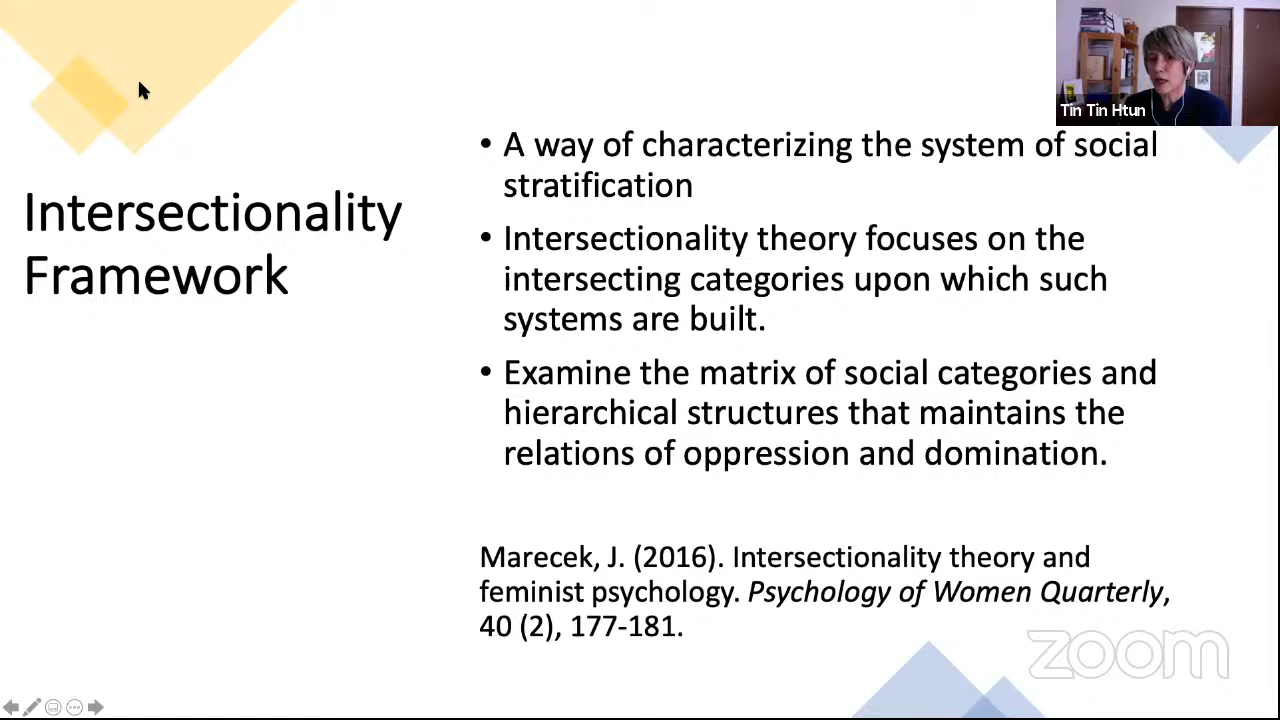 Tin Tin Htun
Intersectionality
Framework
• A way of characterizing the system of social
stratification
• Intersectionality theory focuses on the
intersecting categories upon which such
systems are built.
• Examine the matrix of social categories and
hierarchical structures that maintains the
relations of oppression and domination.
Marecek, J. (2016). Intersectionality theory and
feminist psychology. Psychology of Women Quarterly,
40 (2), 177-181.
zoom